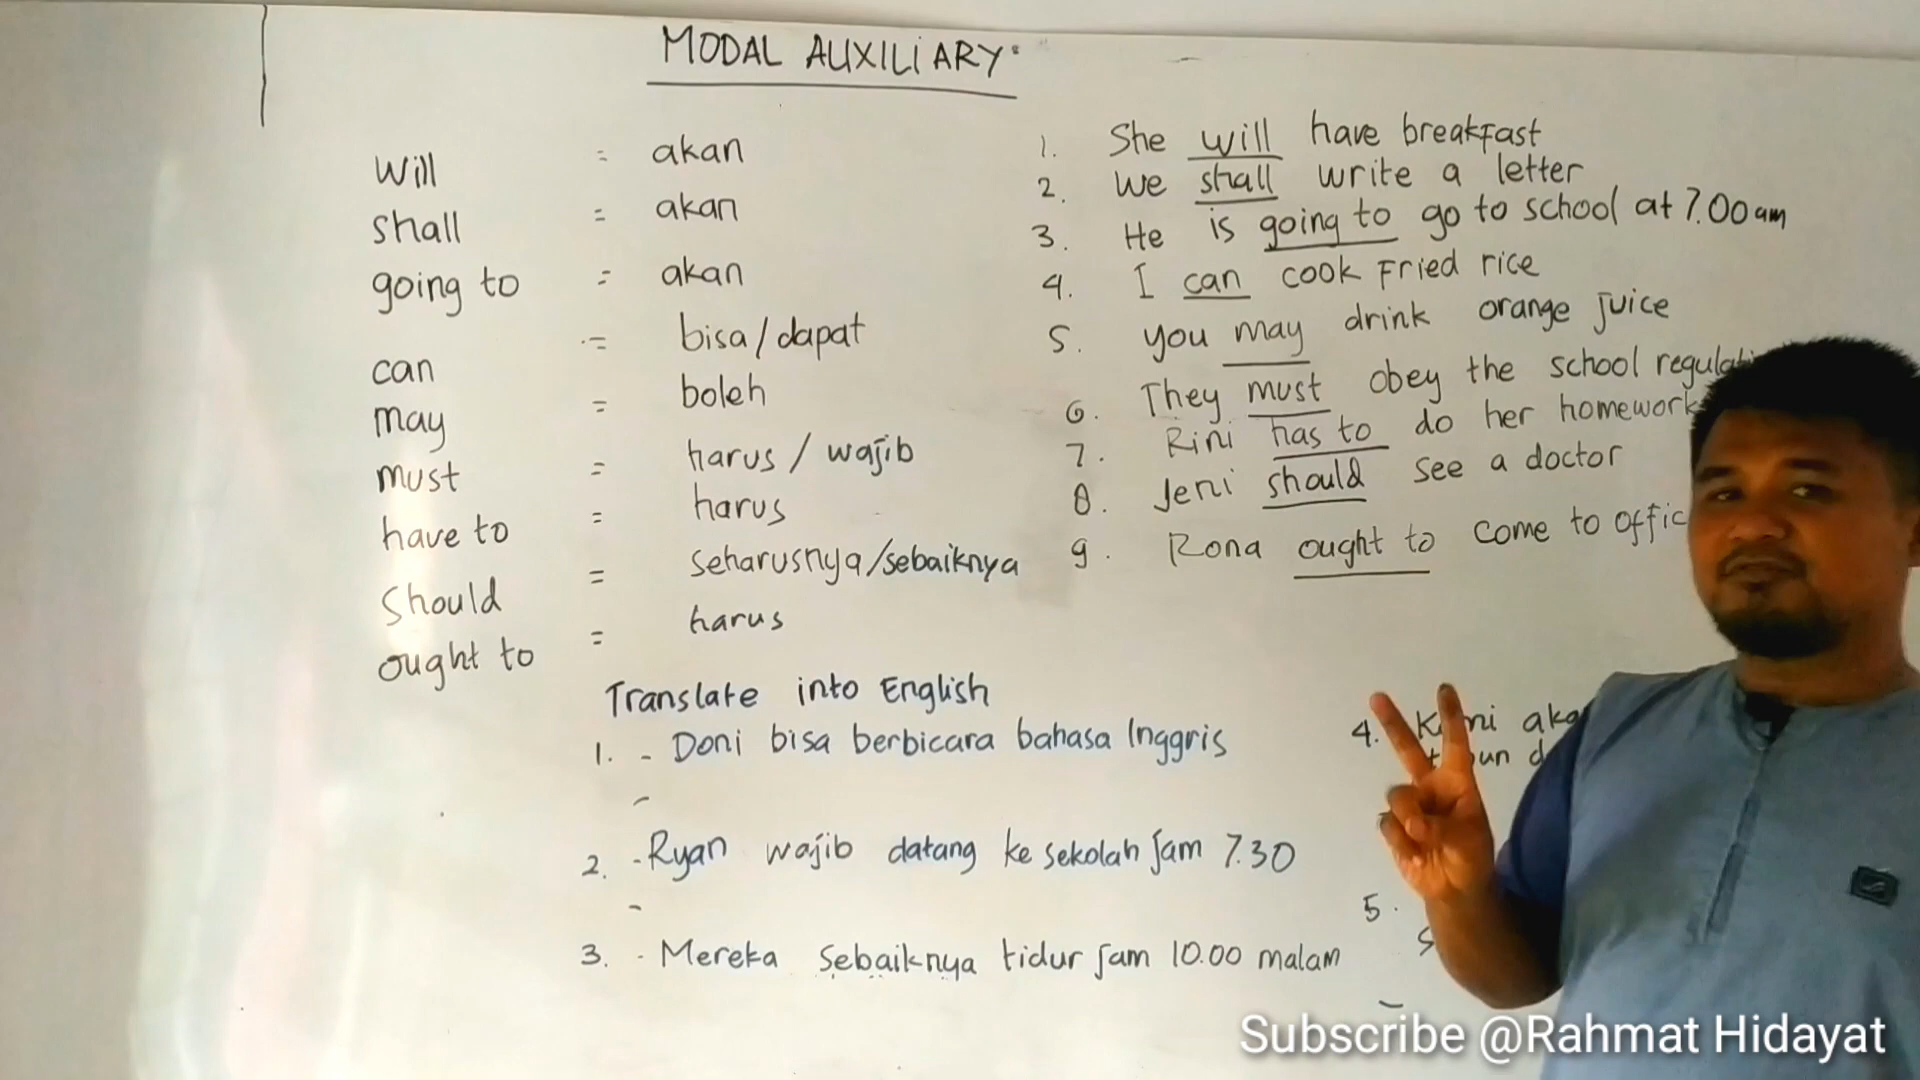 MODAL AUXILIARY
will = akan
shall = akan
going to = akan
can = bisa/dapat
may = boleh
must = harus / wajib
have to = harus
should = seharusnya/sebaiknya
ought to = harus
1. She will have breakfast
2. we shall write a letter
3. He is going to go to school at 7.00 am
4. I can cook fried rice
5. you may drink orange juice
6. They must obey the school
7. Rini has to do her homework
8. Jeni should see a doctor
9. Rona ought to come to
Translate into English
1. - Doni bisa berbicara bahasa Inggris
-
2. - Ryan wajib datang ke sekolah jam 7.30
-
3. - Mereka sebaiknya tidur jam 10.00 malam
4.
5.
Subscribe @Rahmat Hidayat